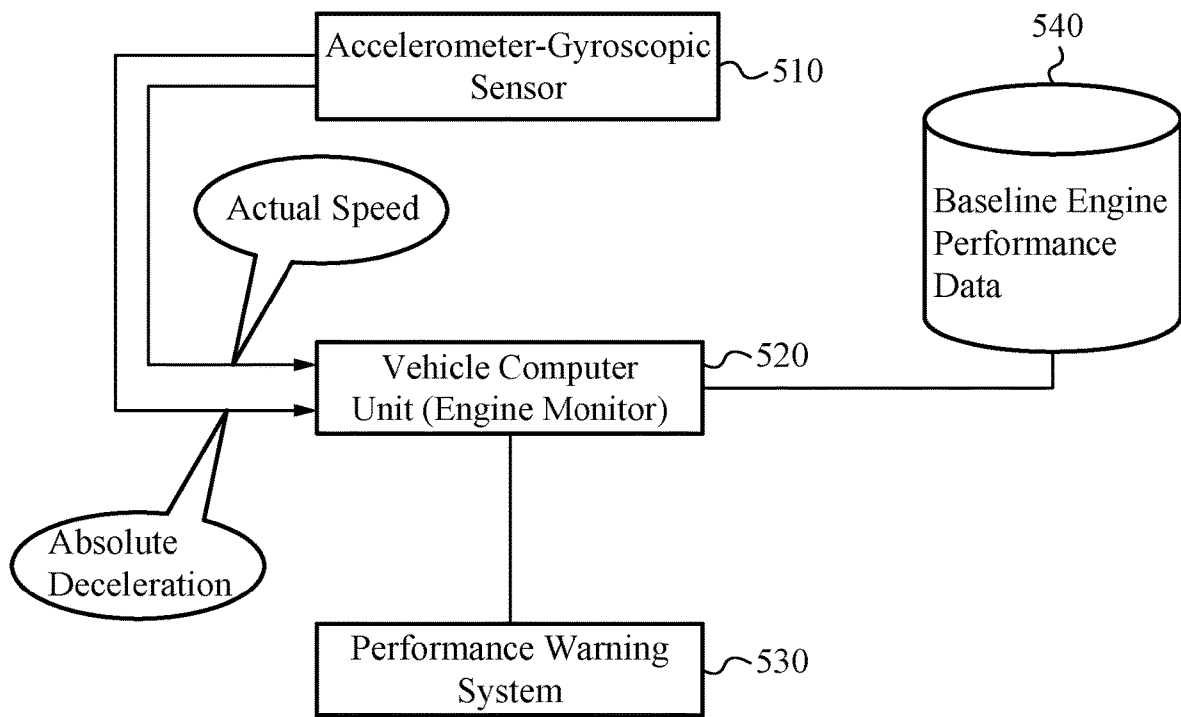 Accelerometer-Gyroscopic
Sensor
510
540
Actual Speed
Baseline Engine
Performance
Data
Vehicle Computer
Unit (Engine Monitor)
520
Absolute
Deceleration
Performance Warning
System
530